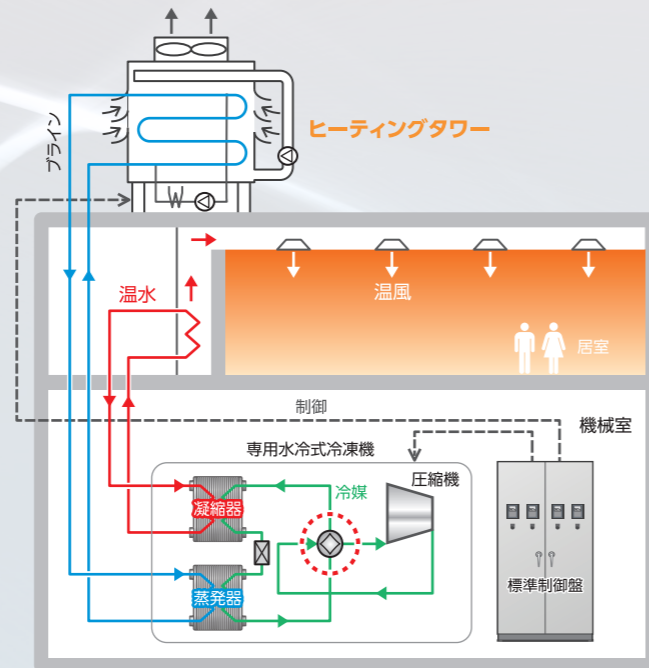 ブライン
ヒーティングタワー
温水
温風
居室
制御
機械室
専用水冷式冷凍機
圧縮機
冷媒
凝縮器
蒸発器
標準制御盤